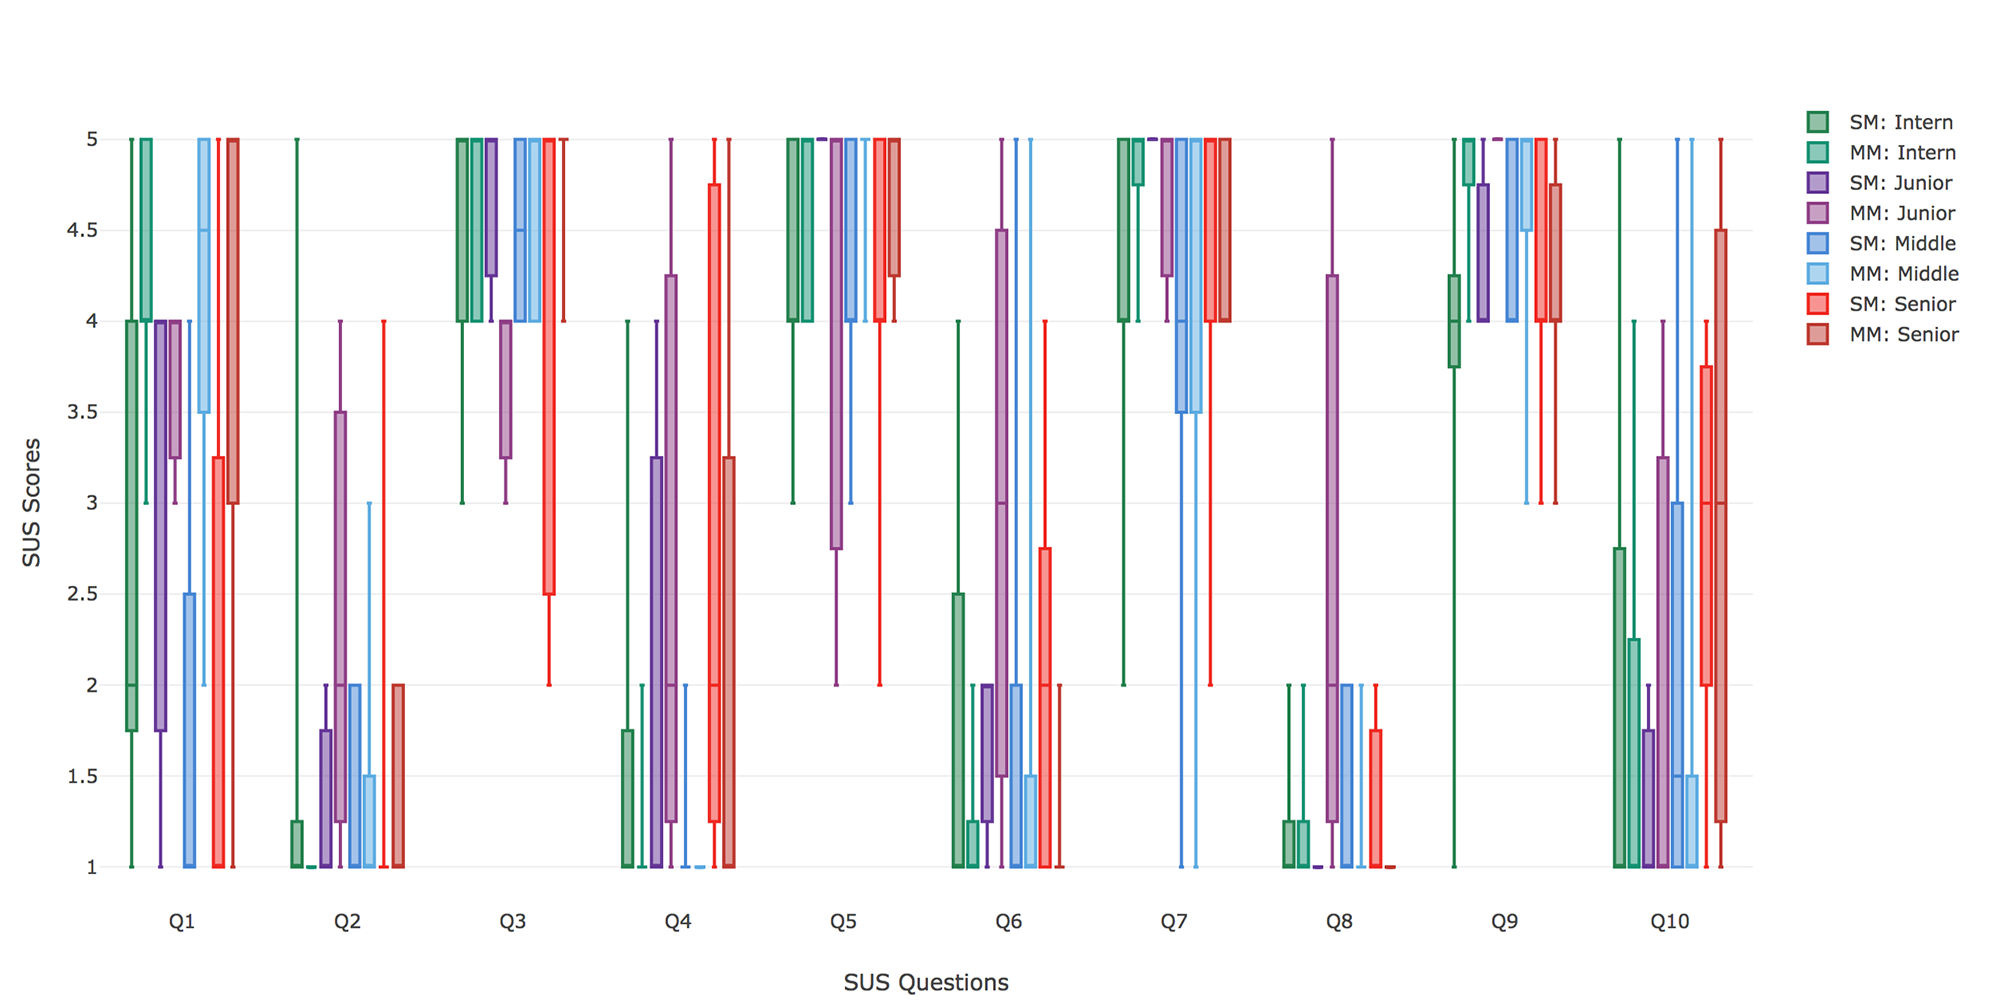 SM: Intern
MM: Intern
SM: Junior
MM: Junior
SM: Middle
MM: Middle
SM: Senior
MM: Senior
5
4.5
4
3.5
3
2.5
2
1.5
1
SUS Scores
Q1 Q2 Q3 Q4 Q5 Q6 Q7 Q8 Q9 Q10
SUS Questions